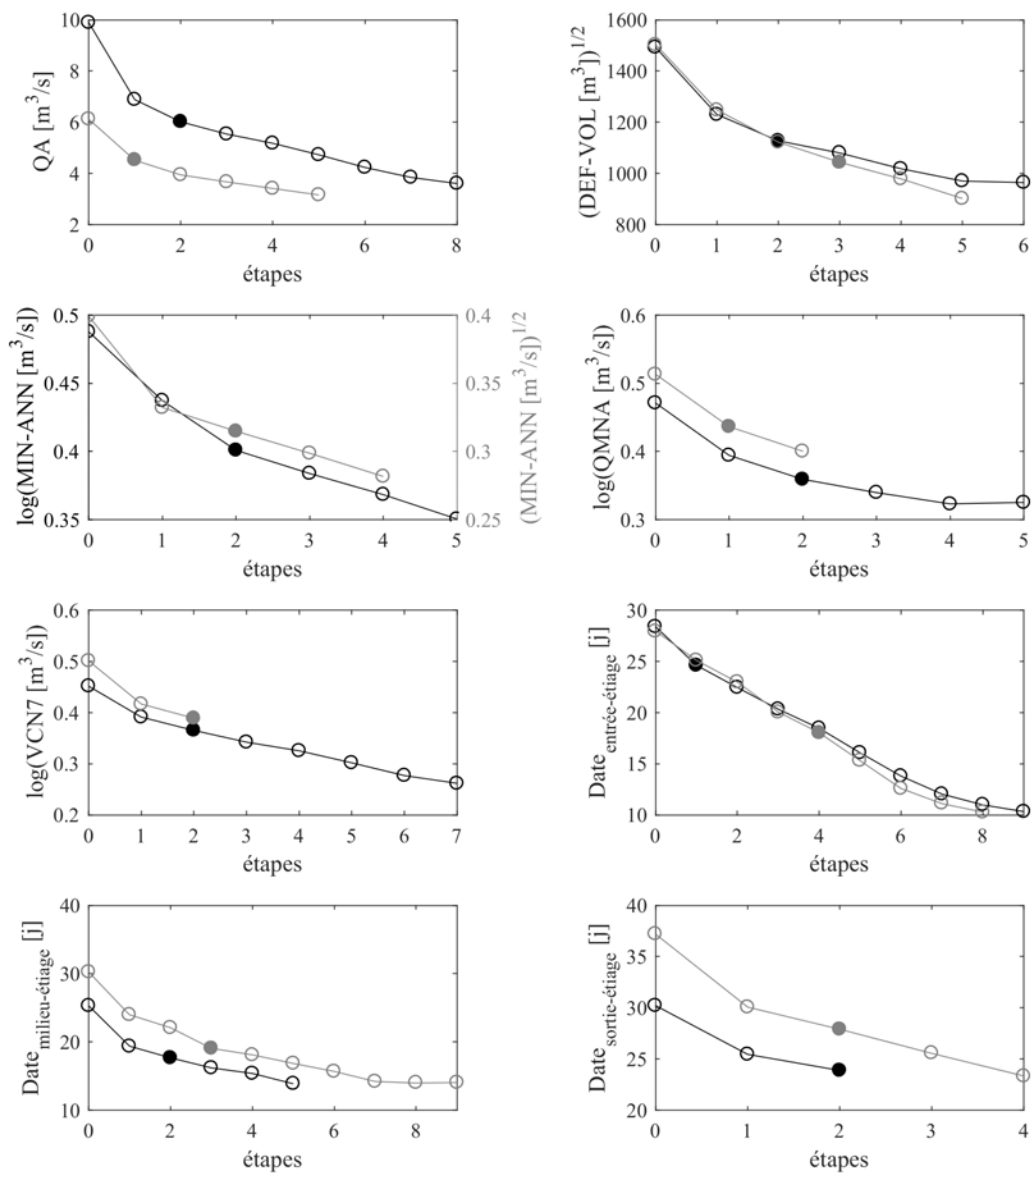 QA [m³/s]
10
8
6
4
2
0 2 4 6 8
étapes
(DEF-VOL [m³])^1/2
1600
1400
1200
1000
800
0 1 2 3 4 5 6
étapes
log(MIN-ANN [m³/s])
0.5
0.45
0.4
0.35
0 1 2 3 4 5
étapes
0.4
0.35
0.3
0.25
(MIN-ANN [m³/s])^1/2
log(QMNA [m³/s])
0.6
0.5
0.4
0.3
0 1 2 3 4 5
étapes
log(VCN7 [m³/s])
0.6
0.5
0.4
0.3
0.2
0 1 2 3 4 5 6 7
étapes
Date entrée-étiage [j]
30
25
20
15
10
0 2 4 6 8
étapes
Date milieu-étiage [j]
40
30
20
10
0 2 4 6 8
étapes
Date sortie-étiage [j]
40
35
30
25
20
0 1 2 3 4
étapes